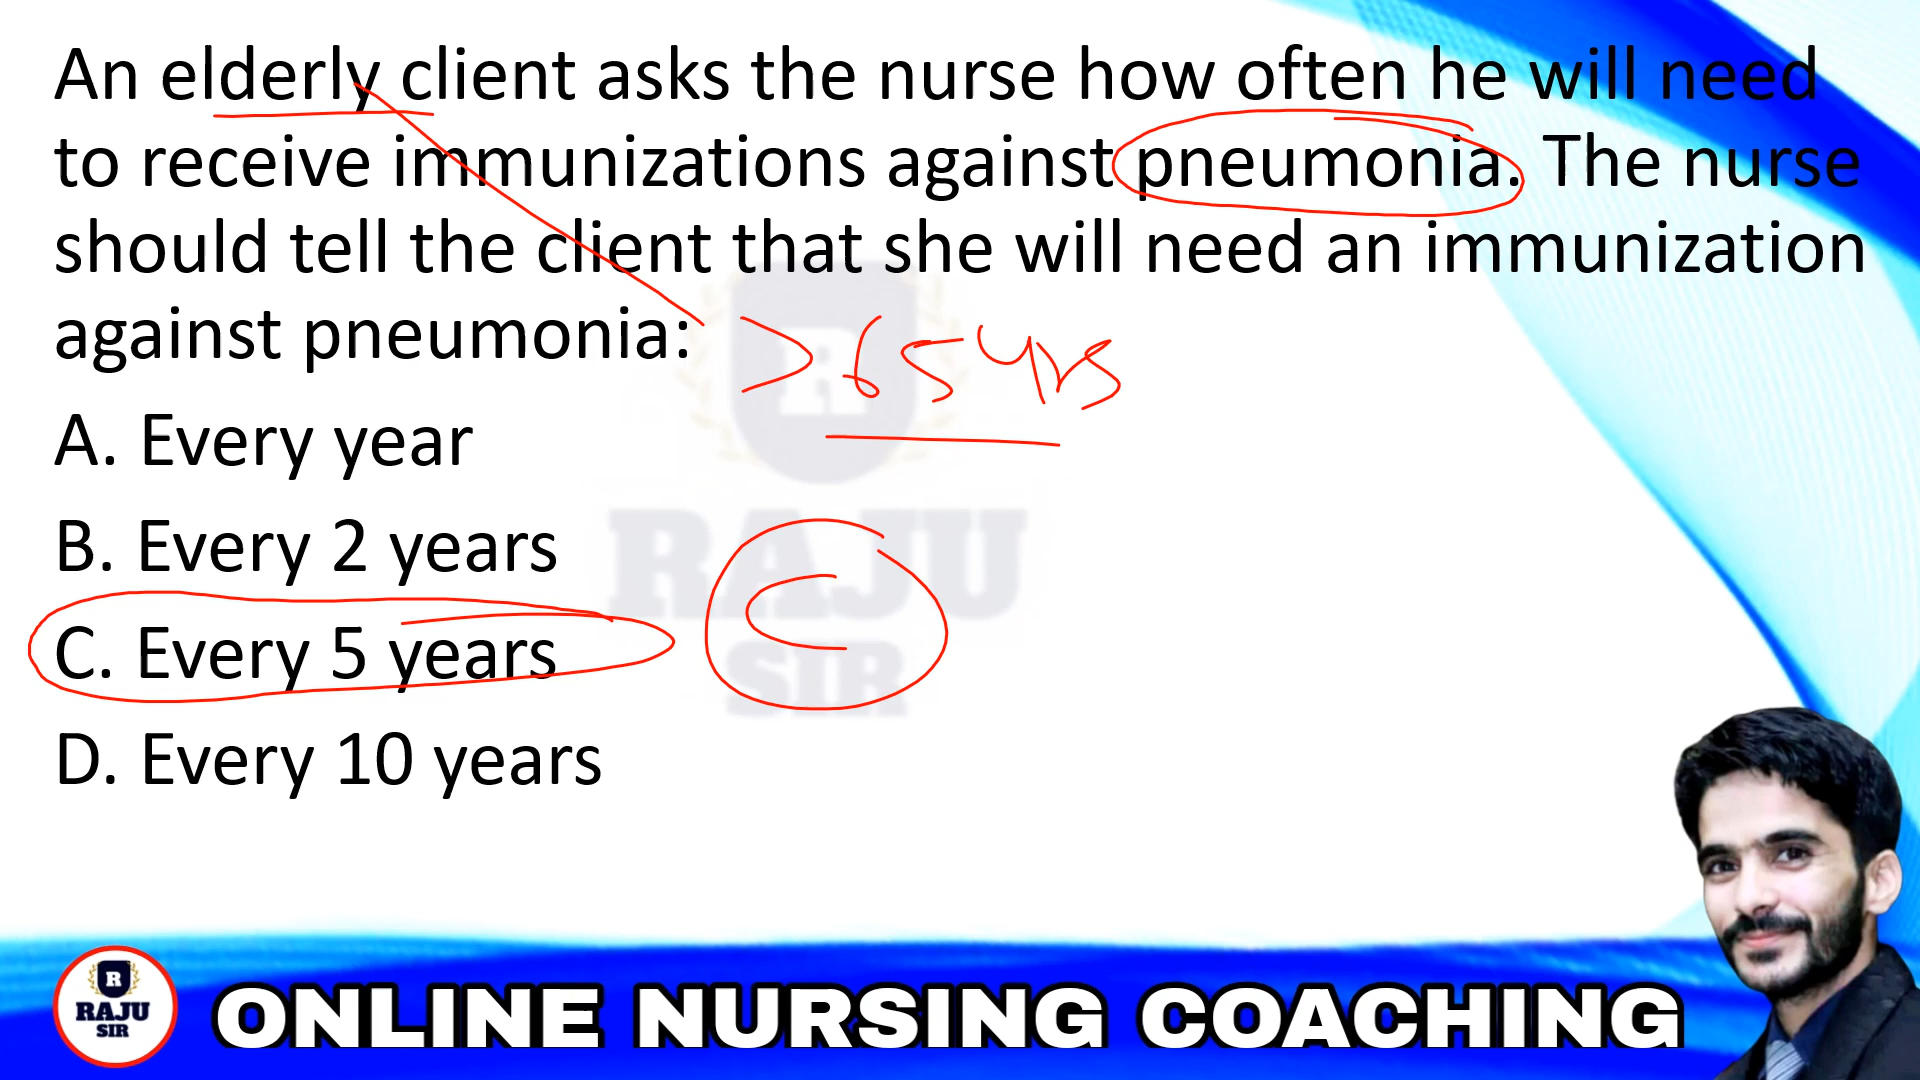 An elderly client asks the nurse how often he will need
to receive immunizations against pneumonia. The nurse
should tell the client that she will need an immunization
against pneumonia:
>65 yrs
A. Every year
B. Every 2 years
C. Every 5 years
C
D. Every 10 years
R
RAJU
SIR
R
RAJU
SIR
ONLINE NURSING COACHING